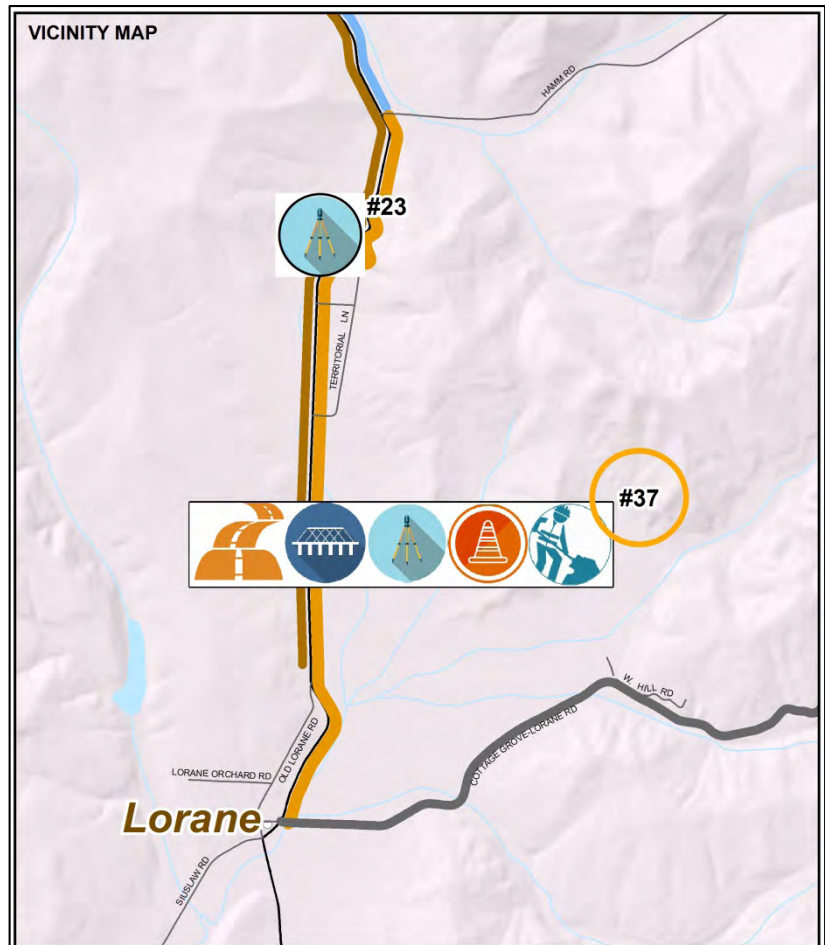 VICINITY MAP
HAMM RD
#23
TERRITORIAL LN
#37
W. HILL RD
COTTAGE GROVE-LORANE RD
OLD LORANE RD
LORANE ORCHARD RD
Lorane
SIUSLAW RD